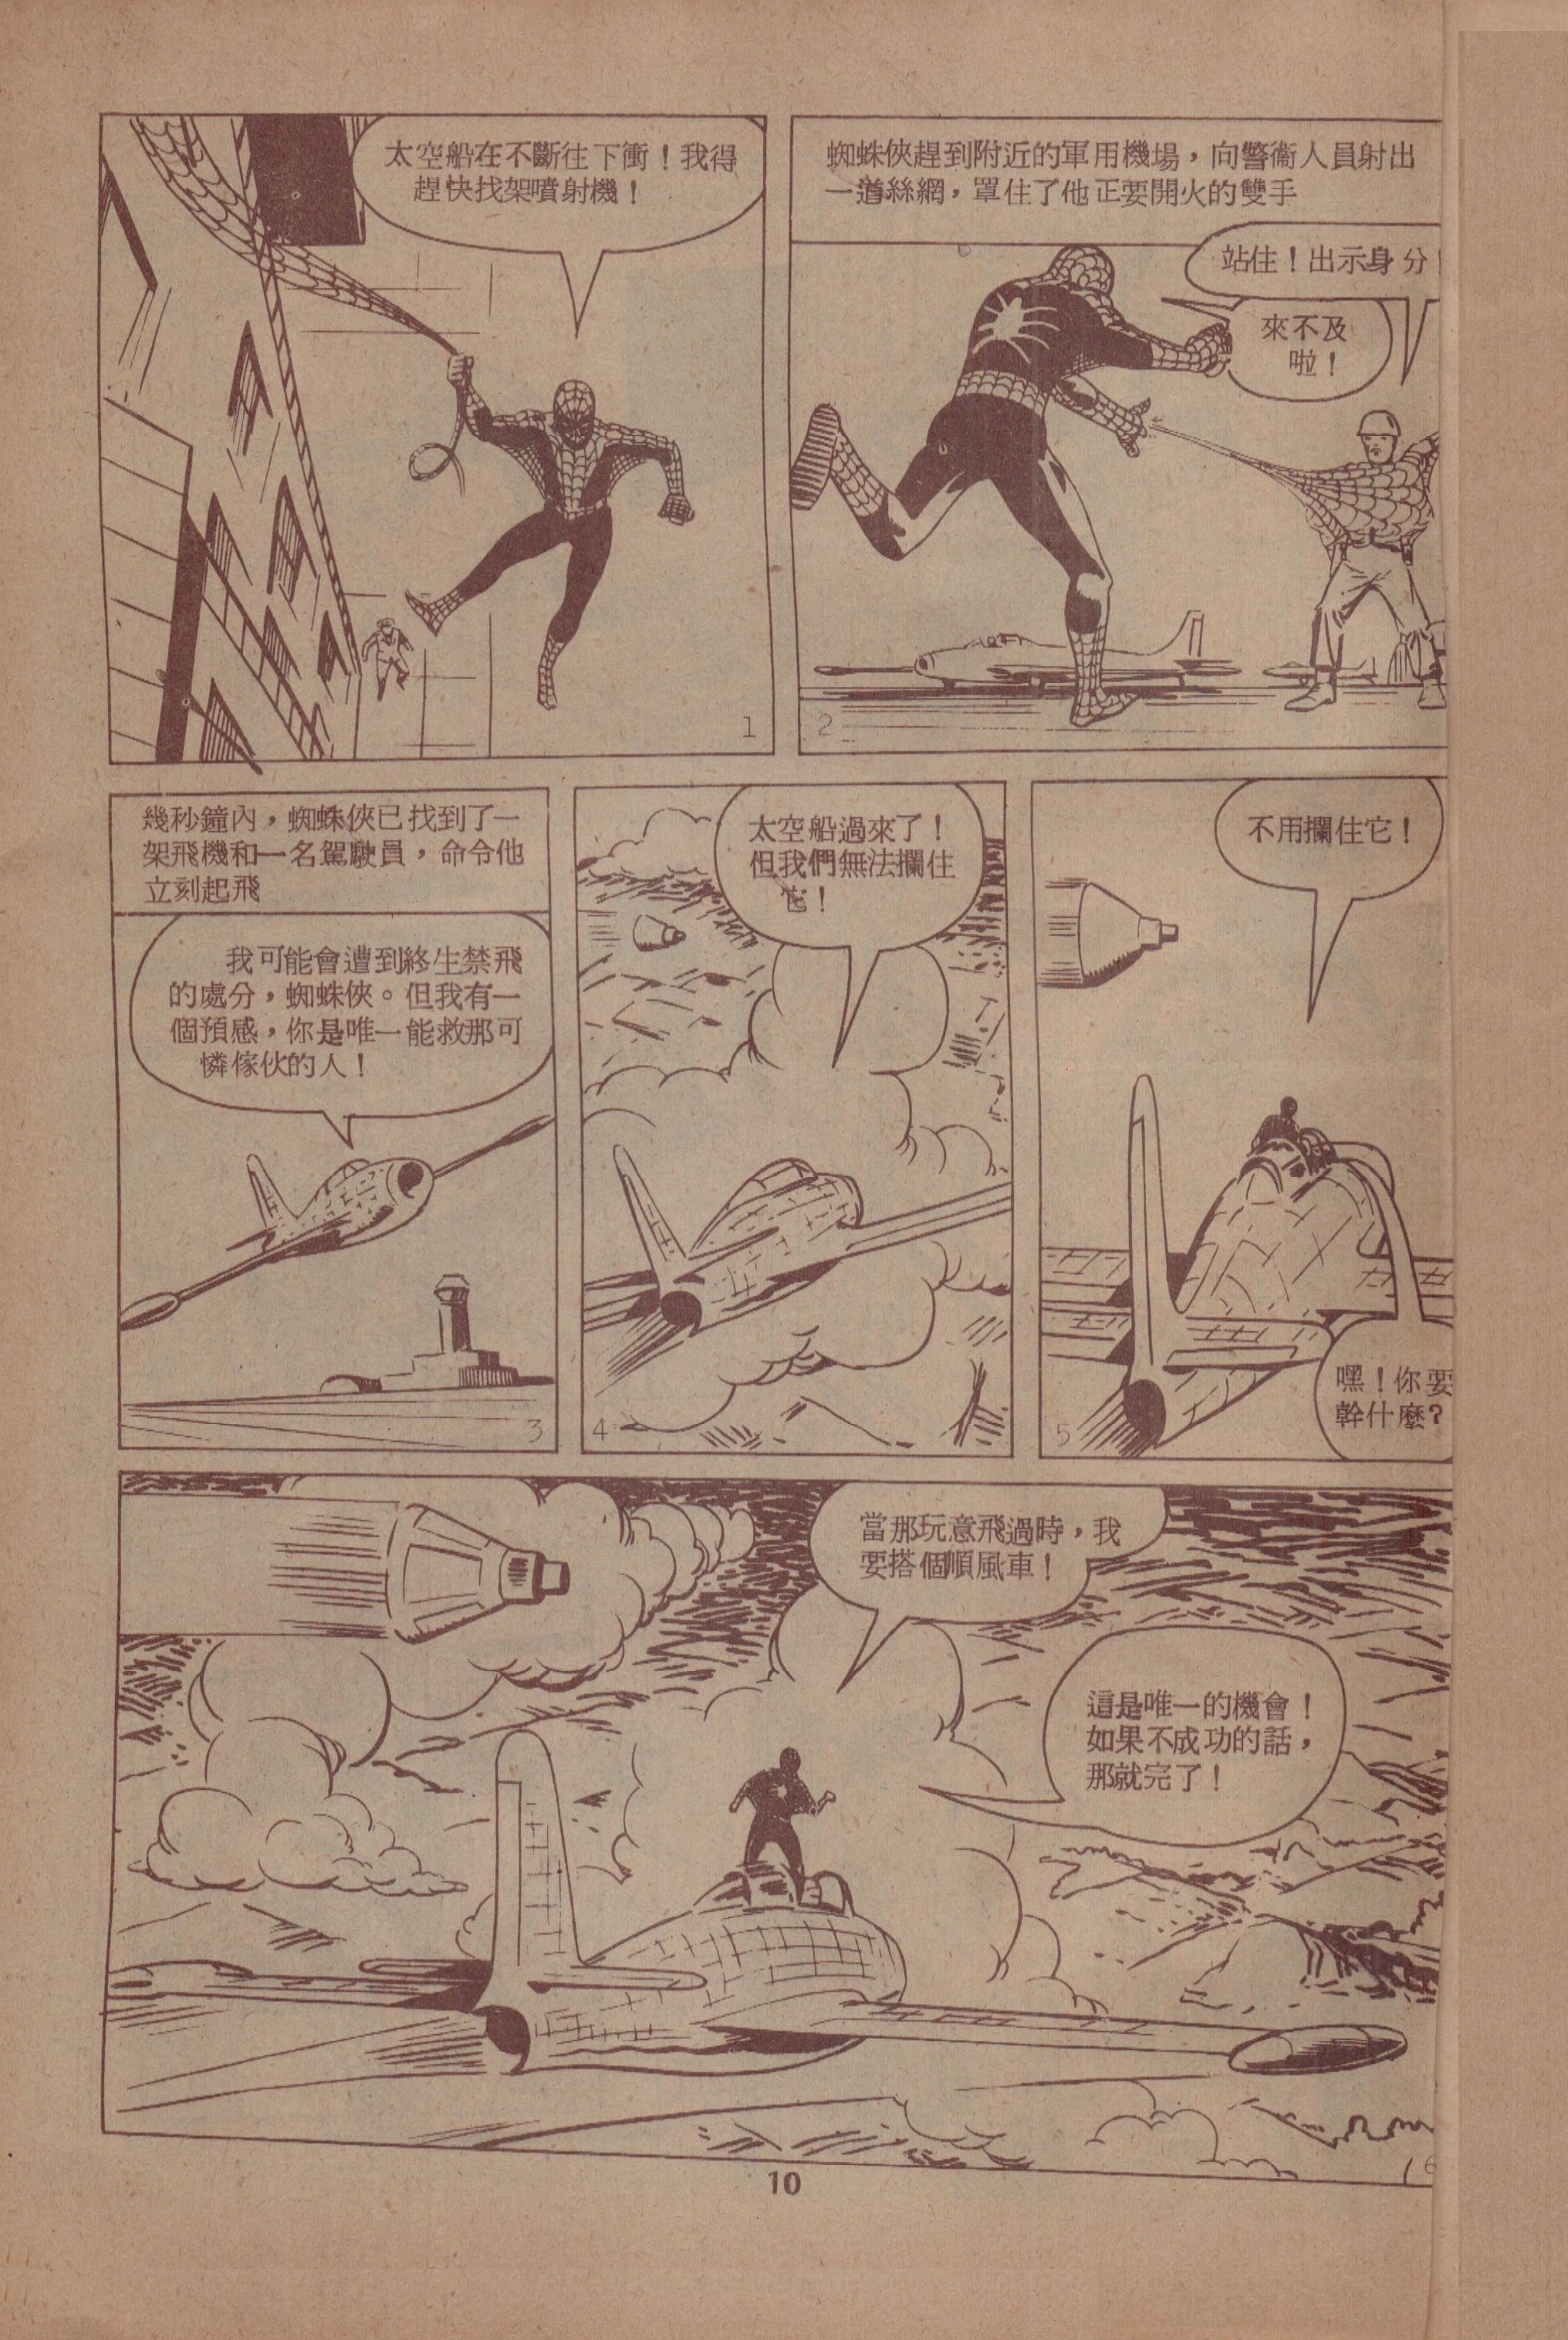 太空船在不斷往下衝！我得
趕快找架噴射機！
1
蜘蛛俠趕到附近的軍用機場，向警衞人員射出
一道絲網，罩住了他正要開火的雙手
站住！出示身分！
來不及
啦！
2
幾秒鐘內，蜘蛛俠已找到了一
架飛機和一名駕駛員，命令他
立刻起飛
我可能會遭到終生禁飛
的處分，蜘蛛俠。但我有一
個預感，你是唯一能救那可
憐傢伙的人！
3
太空船過來了！
但我們無法攔住
它！
4
不用攔住它！
嘿！你要
幹什麼？
5
當那玩意飛過時，我
要搭個順風車！
這是唯一的機會！
如果不成功的話，
那就完了！
6
10